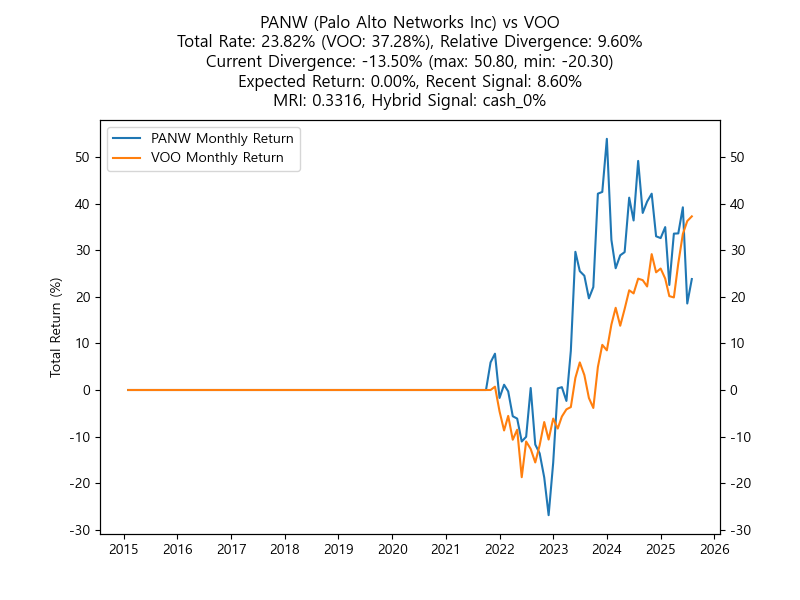 PANW (Palo Alto Networks Inc) vs VOO
Total Rate: 23.82% (VOO: 37.28%), Relative Divergence: 9.60%
Current Divergence: -13.50% (max: 50.80, min: -20.30)
Expected Return: 0.00%, Recent Signal: 8.60%
MRI: 0.3316, Hybrid Signal: cash_0%
PANW Monthly Return
VOO Monthly Return
Total Return (%)
50 50
40 40
30 30
20 20
10 10
0 0
-10 -10
-20 -20
-30 -30
2015 2016 2017 2018 2019 2020 2021 2022 2023 2024 2025 2026